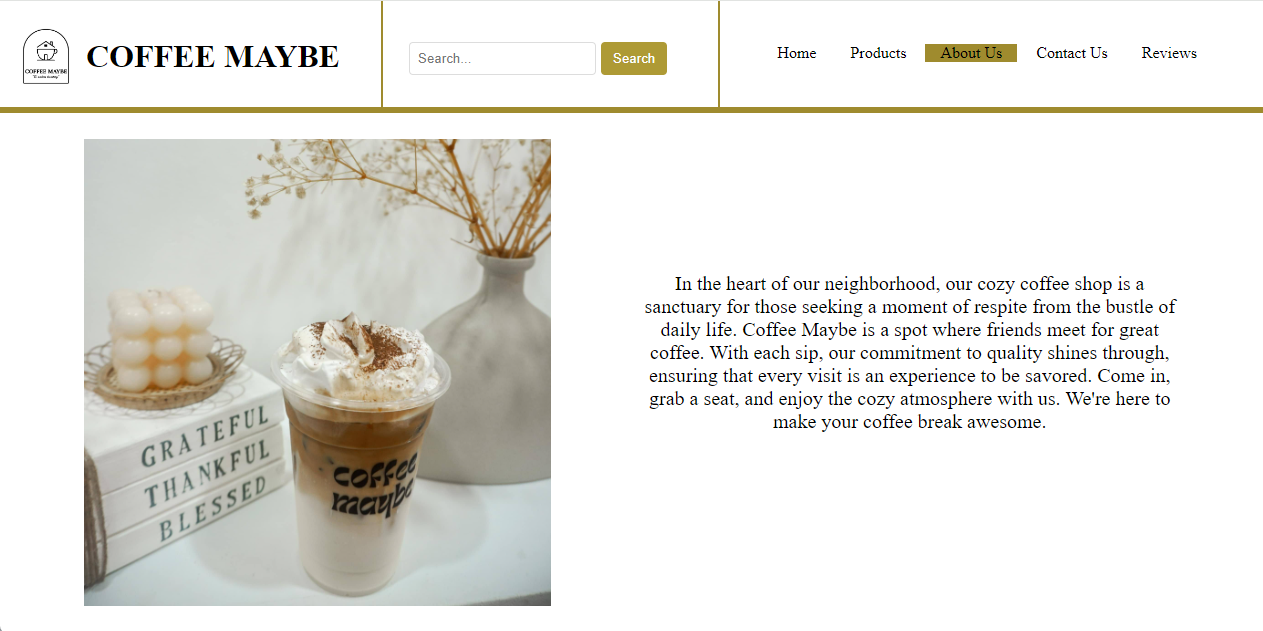 COFFEE MAYBE
COFFEE MAYBE
Search...
Search
Home
Products
About Us
Contact Us
Reviews
GRATEFUL
THANKFUL
BLESSED
coffee
maybe
In the heart of our neighborhood, our cozy coffee shop is a
sanctuary for those seeking a moment of respite from the bustle of
daily life. Coffee Maybe is a spot where friends meet for great
coffee. With each sip, our commitment to quality shines through,
ensuring that every visit is an experience to be savored. Come in,
grab a seat, and enjoy the cozy atmosphere with us. We're here to
make your coffee break awesome.